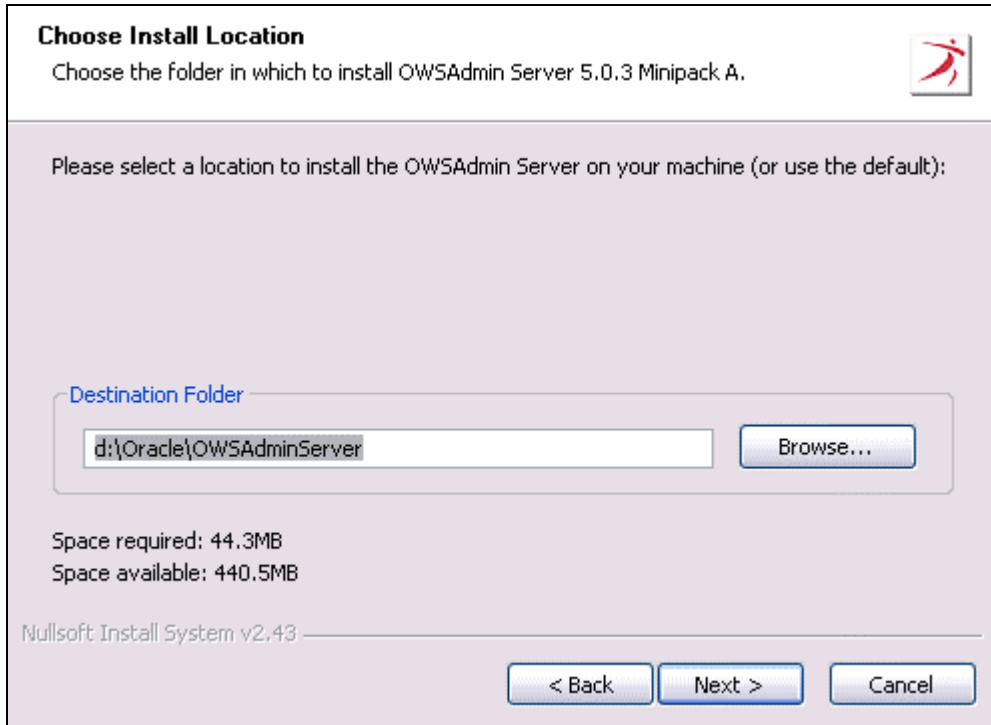 Choose Install Location
Choose the folder in which to install OWSAdmin Server 5.0.3 Minipack A.
Please select a location to install the OWSAdmin Server on your machine (or use the default):
Destination Folder
d:\Oracle\OWSAdminServer
Browse...
Space required: 44.3MB
Space available: 440.5MB
Nullsoft Install System v2.43
< Back
Next >
Cancel